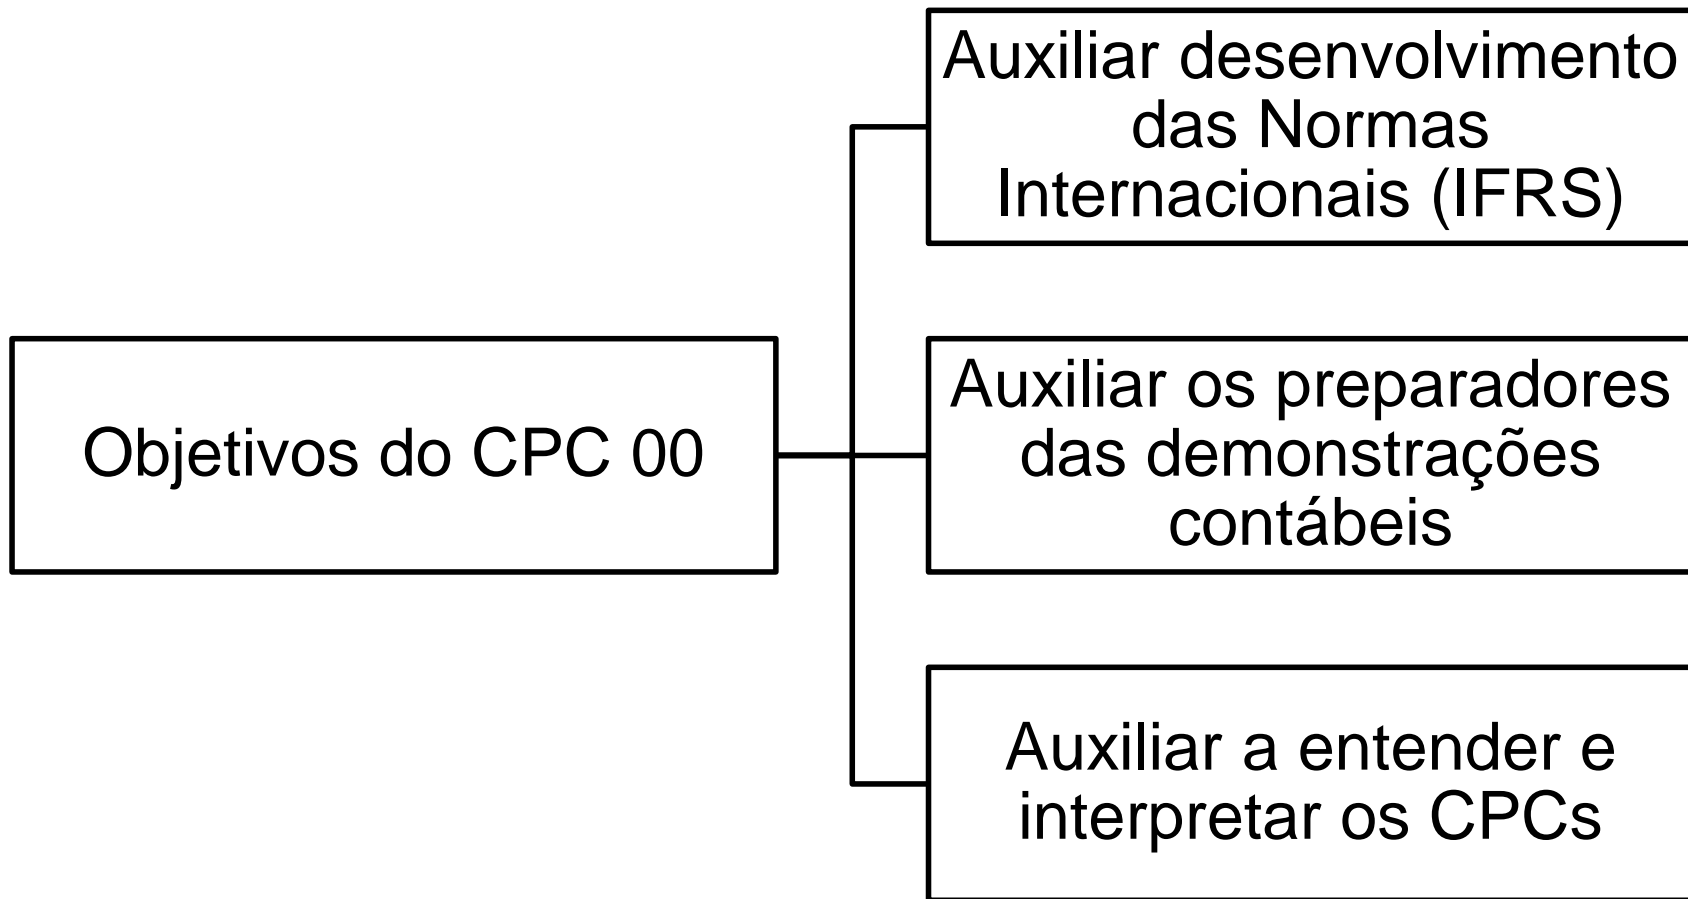 Auxiliar desenvolvimento
das Normas
Internacionais (IFRS)
Objetivos do CPC 00
Auxiliar os preparadores
das demonstrações
contábeis
Auxiliar a entender e
interpretar os CPCs